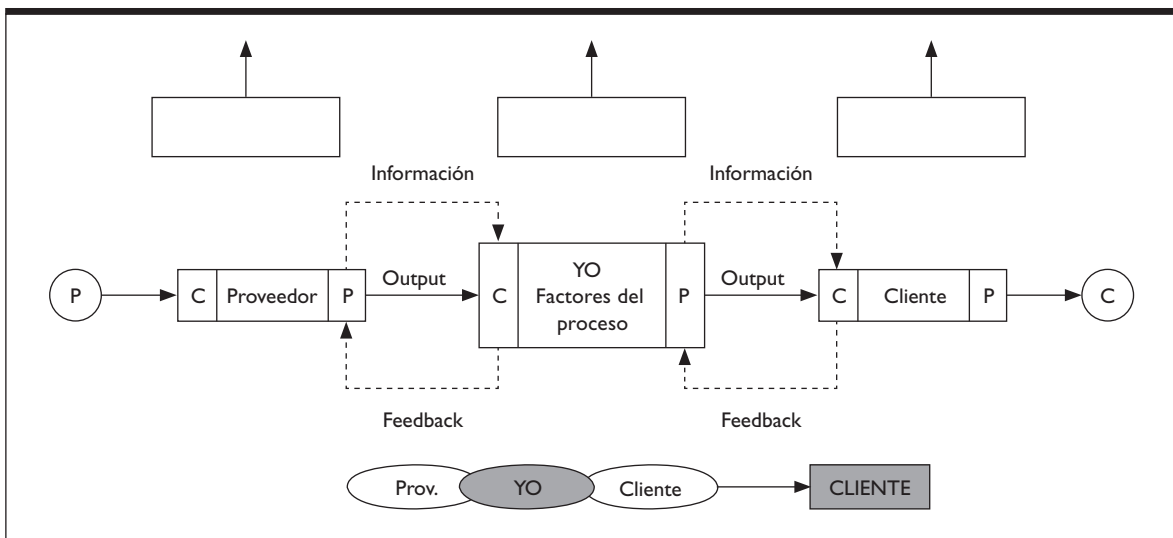 Información
Información
P
C
Proveedor
P
Output
C
YO
Factores del
proceso
P
Output
C
Cliente
P
C
Feedback
Feedback
Prov.
YO
Cliente
CLIENTE